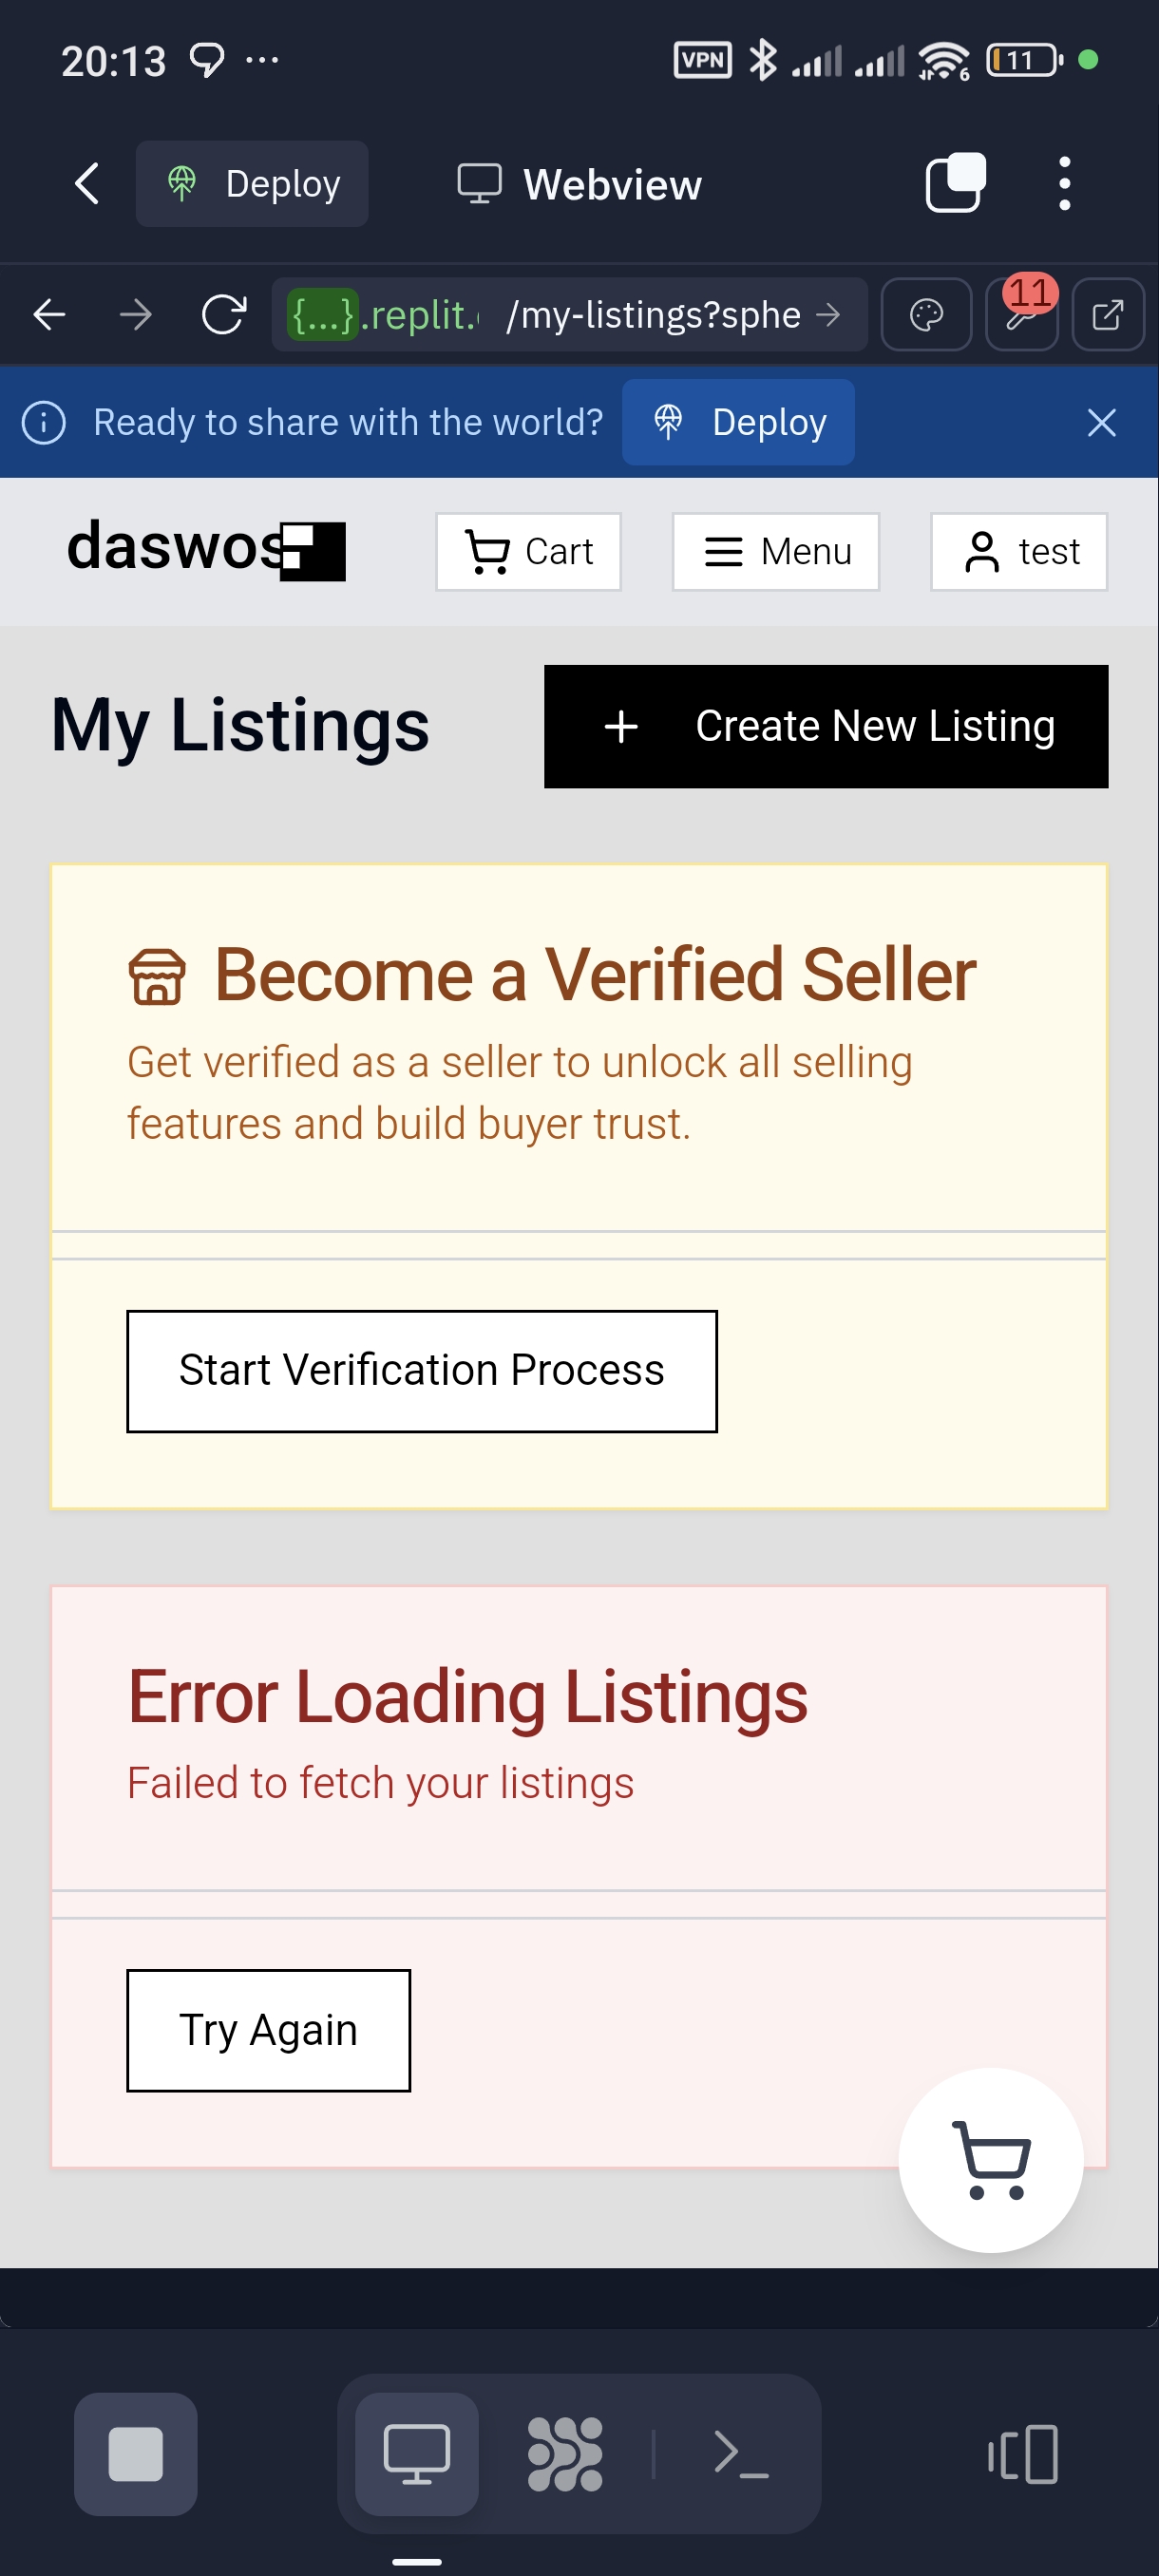 20:13
VPN
6
11
Deploy
Webview
{...}.replit.
/my-listings?sphe
11
Ready to share with the world?
Deploy
daswos
Cart
Menu
test
My Listings
Create New Listing
Become a Verified Seller
Get verified as a seller to unlock all selling
features and build buyer trust.
Start Verification Process
Error Loading Listings
Failed to fetch your listings
Try Again